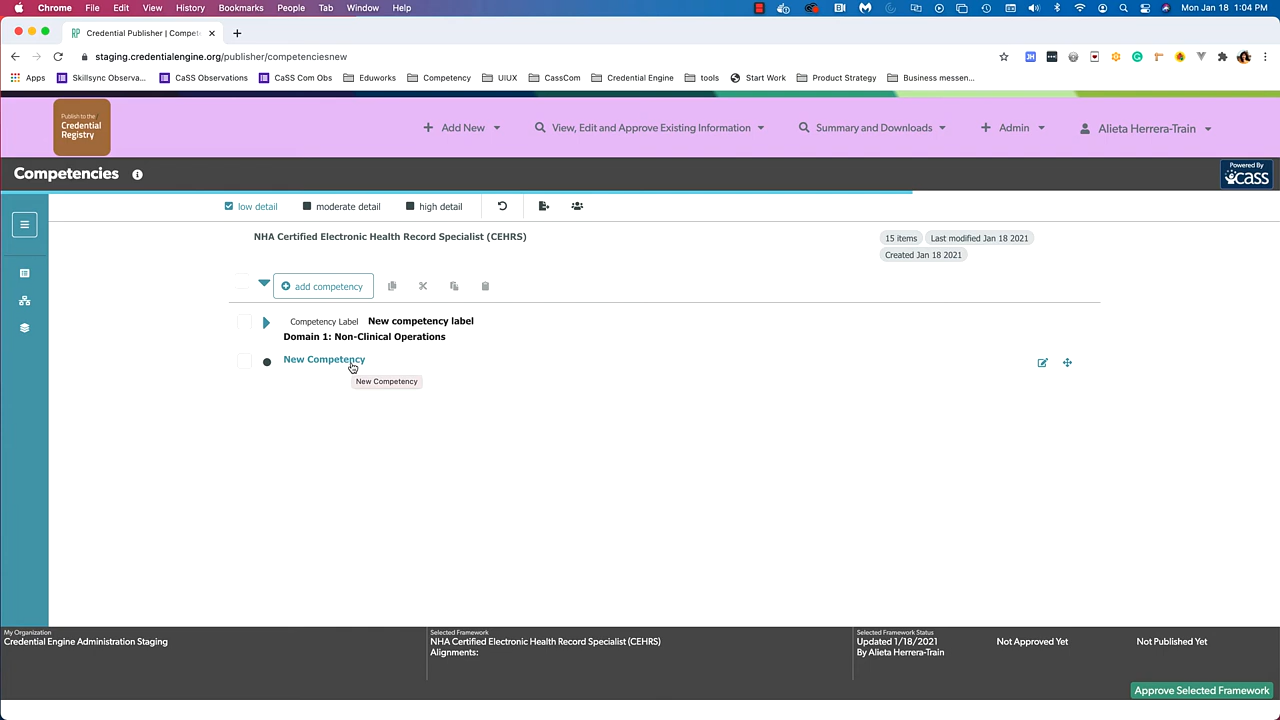 Chrome File Edit View History Bookmarks People Tab Window Help Mon Jan 18 1:04 PM
RP Credential Publisher | Compet
staging.credentialengine.org/publisher/competenciesnew
Apps Skillsync Observa... CaSS Observations CaSS Com Obs Eduworks Competency UIUX CassCom Credential Engine tools Start Work Product Strategy Business messen...
Publish to the
Credential
Registry
Add New View, Edit and Approve Existing Information Summary and Downloads Admin Alieta Herrera-Train
Competencies
Powered By
cass
low detail moderate detail high detail
NHA Certified Electronic Health Record Specialist (CEHRS)
15 items Last modified Jan 18 2021
Created Jan 18 2021
add competency
Competency Label New competency label
Domain 1: Non-Clinical Operations
New Competency
New Competency
My Organization
Credential Engine Administration Staging
Selected Framework
NHA Certified Electronic Health Record Specialist (CEHRS)
Alignments:
Selected Framework Status
Updated 1/18/2021
By Alieta Herrera-Train
Not Approved Yet
Not Published Yet
Approve Selected Framework